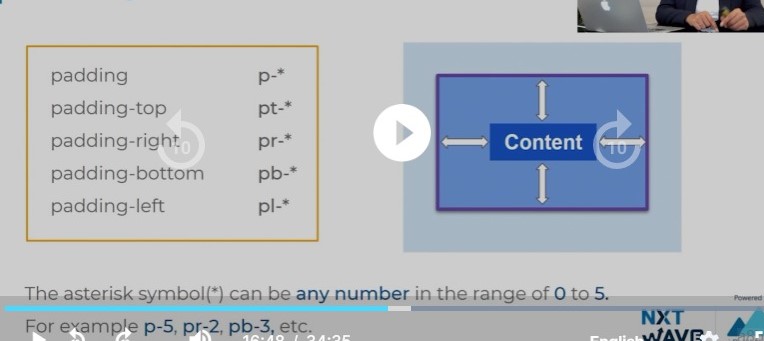 padding p-*
padding-top pt-*
padding-right pr-*
padding-bottom pb-*
padding-left pl-*
Content
10
10
The asterisk symbol(*) can be any number in the range of 0 to 5.
Powered
For example p-5, pr-2, pb-3, etc.
NXT
WAVE
16:48 / 34:35
English